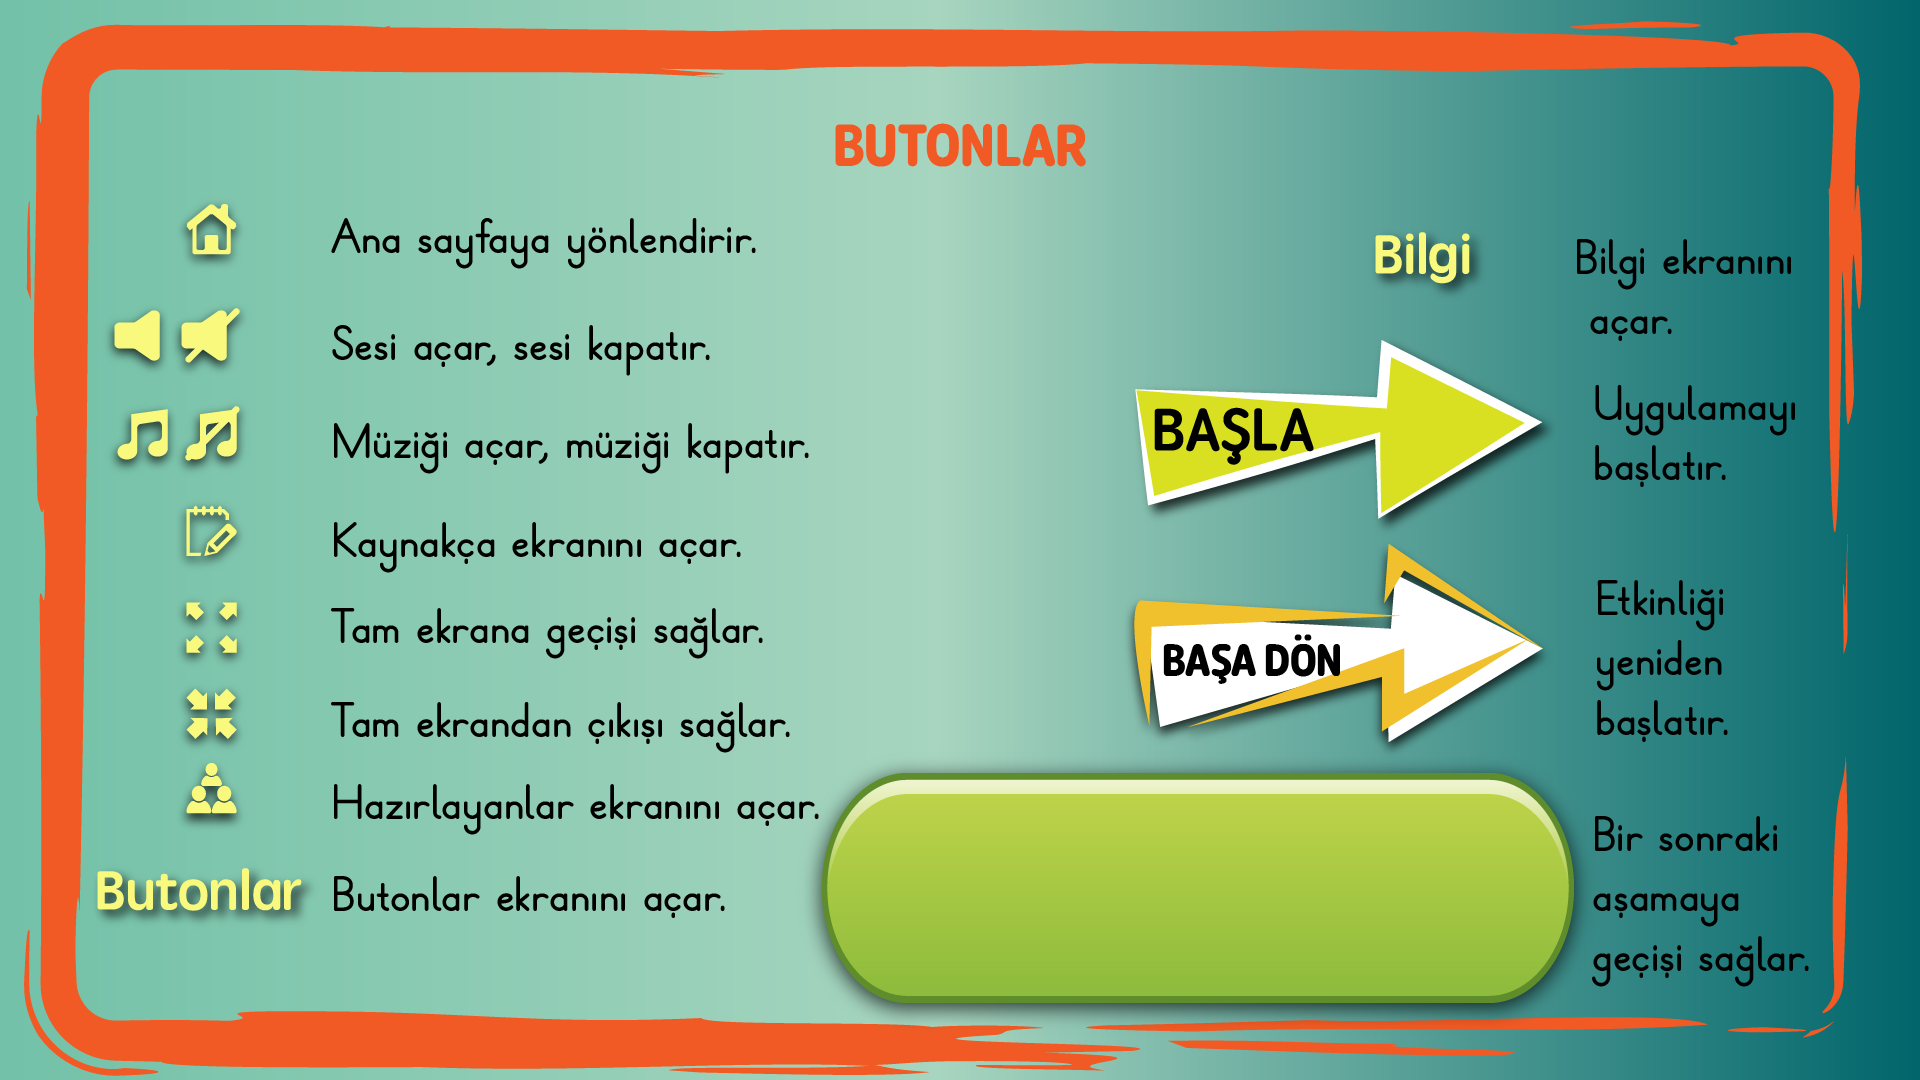 BUTONLAR
Ana sayfaya yönlendirir.
Sesi açar, sesi kapatır.
Müziği açar, müziği kapatır.
Kaynakça ekranını açar.
Tam ekrana geçişi sağlar.
Tam ekrandan çıkışı sağlar.
Hazırlayanlar ekranını açar.
Butonlar Butonlar ekranını açar.
Bilgi Bilgi ekranını
açar.
BAŞLA
Uygulamayı
başlatır.
BAŞA DÖN
Etkinliği
yeniden
başlatır.
Bir sonraki
aşamaya
geçişi sağlar.